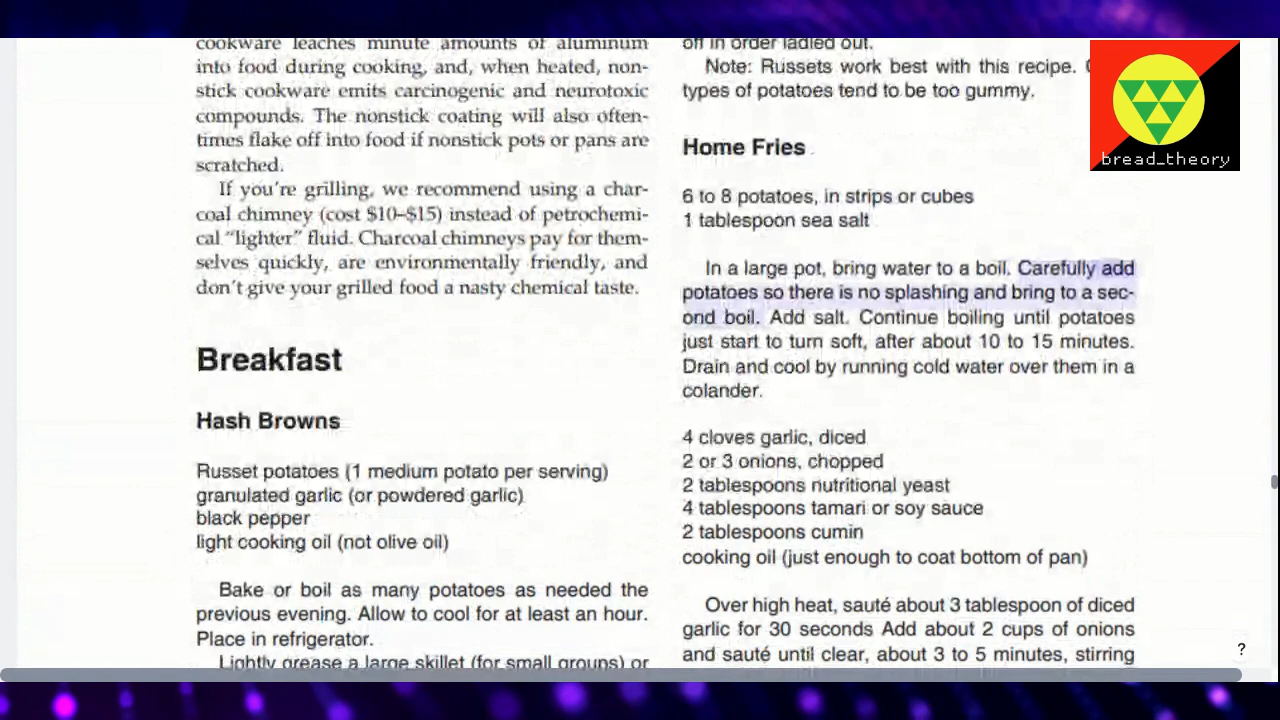 cookware leaches minute amounts of aluminum
into food during cooking, and, when heated, non-
stick cookware emits carcinogenic and neurotoxic
compounds. The nonstick coating will also often-
times flake off into food if nonstick pots or pans are
scratched.
If you're grilling, we recommend using a char-
coal chimney (cost $10–$15) instead of petrochemi-
cal "lighter" fluid. Charcoal chimneys pay for them-
selves quickly, are environmentally friendly, and
don't give your grilled food a nasty chemical taste.
Breakfast
Hash Browns
Russet potatoes (1 medium potato per serving)
granulated garlic (or powdered garlic)
black pepper
light cooking oil (not olive oil)
Bake or boil as many potatoes as needed the
previous evening. Allow to cool for at least an hour.
Place in refrigerator.
Lightly grease a large skillet (for small groups) or
off in order ladled out.
Note: Russets work best with this recipe.
types of potatoes tend to be too gummy.
Home Fries
6 to 8 potatoes, in strips or cubes
1 tablespoon sea salt
In a large pot, bring water to a boil. Carefully add
potatoes so there is no splashing and bring to a sec-
ond boil. Add salt. Continue boiling until potatoes
just start to turn soft, after about 10 to 15 minutes.
Drain and cool by running cold water over them in a
colander.
4 cloves garlic, diced
2 or 3 onions, chopped
2 tablespoons nutritional yeast
4 tablespoons tamari or soy sauce
2 tablespoons cumin
cooking oil (just enough to coat bottom of pan)
Over high heat, sauté about 3 tablespoon of diced
garlic for 30 seconds Add about 2 cups of onions
and sauté until clear, about 3 to 5 minutes, stirring
bread_theory
?